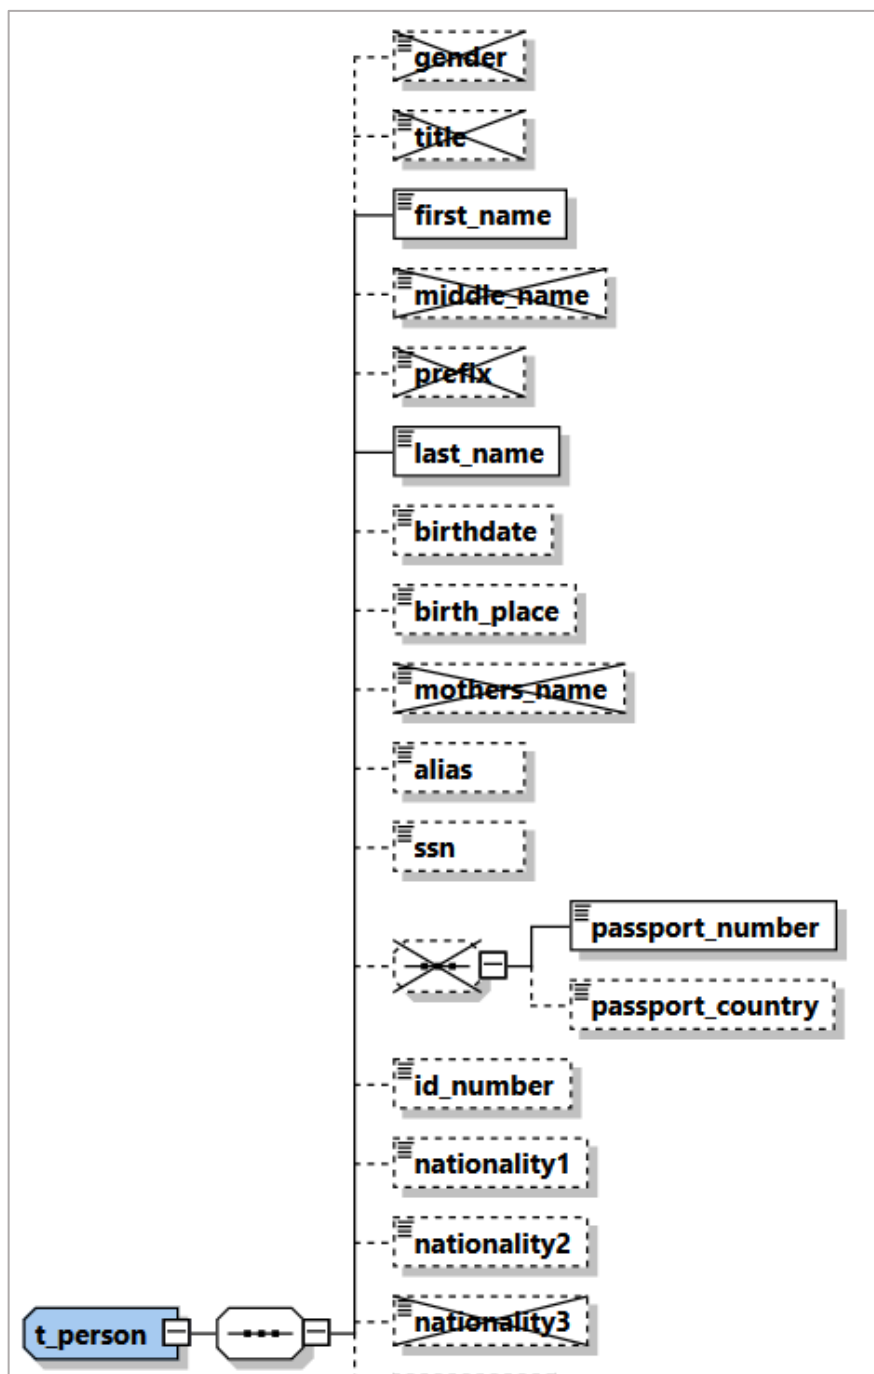 gender
title
first_name
middle_name
prefix
last_name
birthdate
birth_place
mothers_name
alias
ssn
passport_number
passport_country
id_number
nationality1
nationality2
nationality3
t_person